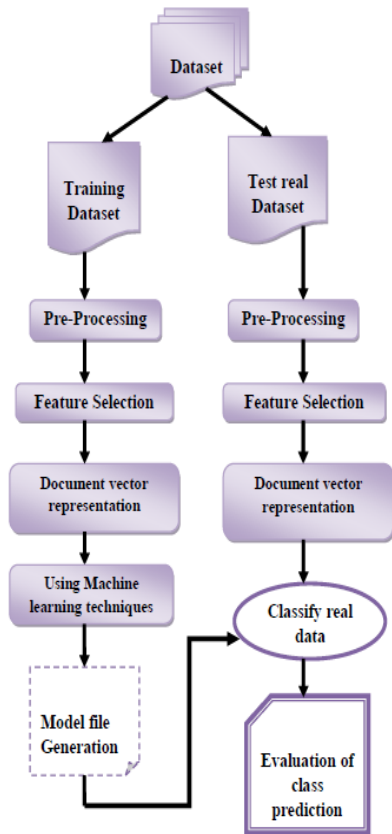 Dataset
Training
Dataset
Test real
Dataset
Pre-Processing
Pre-Processing
Feature Selection
Feature Selection
Document vector
representation
Document vector
representation
Using Machine
learning techniques
Classify real
data
Model file
Generation
Evaluation of
class
prediction